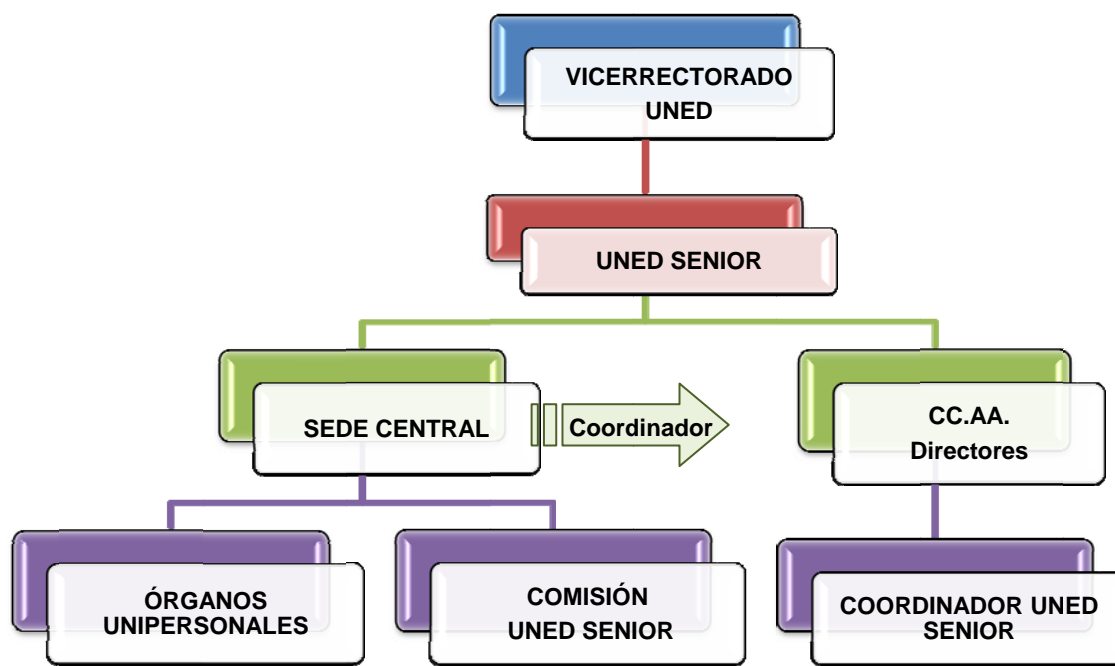 VICERRECTORADO
UNED
UNED SENIOR
SEDE CENTRAL
Coordinador
CC.AA.
Directores
ÓRGANOS
UNIPERSONALES
COMISIÓN
UNED SENIOR
COORDINADOR UNED
SENIOR